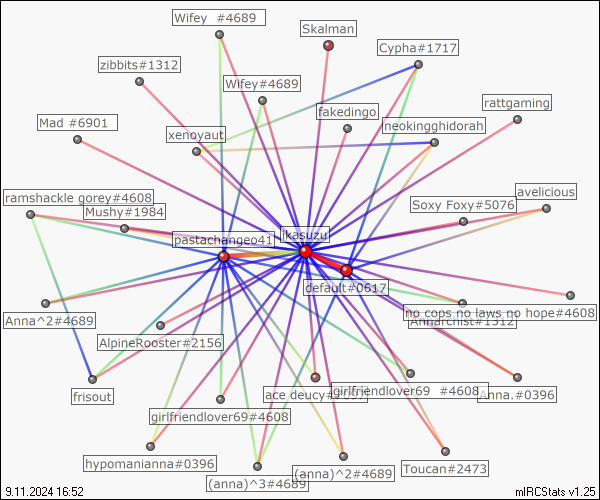 Wifey  #4689
Skalman
Cypha#1717
zibbits#1312
Wifey#4689
rattgaming
fakedingo
Mad #6901
neokingghidorah
xenoyaut
avelicious
ramshackle gorey#4608
Soxy Foxy#5076
Mushy#1984
ikasuzu
pastachangeo41
default#0617
no cops no laws no hope#4608
Anna^2#4689
Annarchist#1312
AlpineRooster#2156
frisout
ace deucy
girlfriendlover69  #4608
Anna.#0396
girlfriendlover69#4608
hypomanianna#0396
(anna)^2#4689
Toucan#2473
(anna)^3#4689
9.11.2024 16:52
mIRCStats v1.25